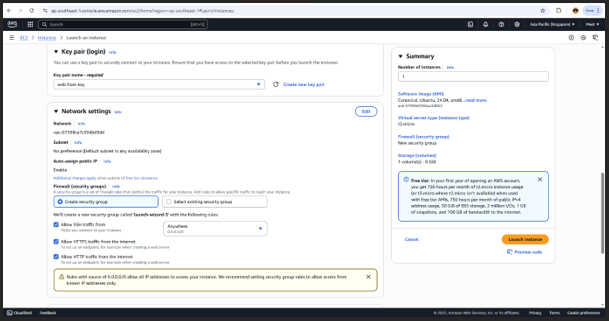 ap-southeast-1.console.aws.amazon.com/ec2/home?region=ap-southeast-1#LaunchInstances:
aws
Search
[Alt+S]
Asia Pacific (Singapore)
EC2 > Instances > Launch an instance
Key pair (login) Info
You can use a key pair to securely connect to your instance. Ensure that you have access to the selected key pair before you launch the instance.
Key pair name - required
web-host-key
Create new key pair
Network settings Info
Edit
Network Info
Subnet Info
No preference (Default subnet in any availability zone)
Auto-assign public IP Info
Enable
Additional charges apply when outside of free tier allowance
Firewall (security groups) Info
A security group is a set of firewall rules that control the traffic for your instance. Add rules to allow specific traffic to reach your instance.
Create security group
Select existing security group
We'll create a new security group called 'launch-wizard-5' with the following rules:
Allow SSH traffic from
Helps you connect to your instance
Anywhere
0.0.0.0/0
Allow HTTPS traffic from the internet
To set up an endpoint, for example when creating a web server
Allow HTTP traffic from the internet
To set up an endpoint, for example when creating a web server
Rules with source of 0.0.0.0/0 allow all IP addresses to access your instance. We recommend setting security group rules to allow access from
known IP addresses only.
Summary
Number of instances Info
1
Software Image (AMI)
Canonical, Ubuntu, 24.04, amd6...read more
Virtual server type (instance type)
t2.micro
Firewall (security group)
New security group
Storage (volumes)
1 volume(s) - 8 GiB
Free tier: In your first year of opening an AWS account,
you get 750 hours per month of t2.micro instance usage
(or t3.micro where t2.micro isn't available) when used
with free tier AMIs, 750 hours per month of public IPv4
address usage, 30 GiB of EBS storage, 2 million I/Os, 1 GB
of snapshots, and 100 GB of bandwidth to the internet.
Cancel
Launch instance
Preview code
CloudShell Feedback
© 2025, Amazon Web Services, Inc. or its affiliates. Privacy Terms Cookie preferences